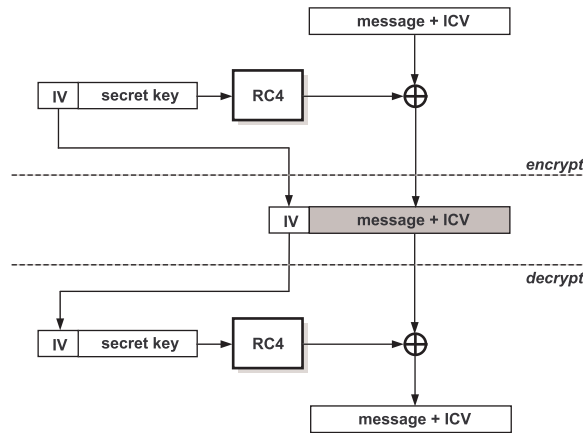 message + ICV
IV secret key RC4
encrypt
IV message + ICV
decrypt
IV secret key RC4
message + ICV